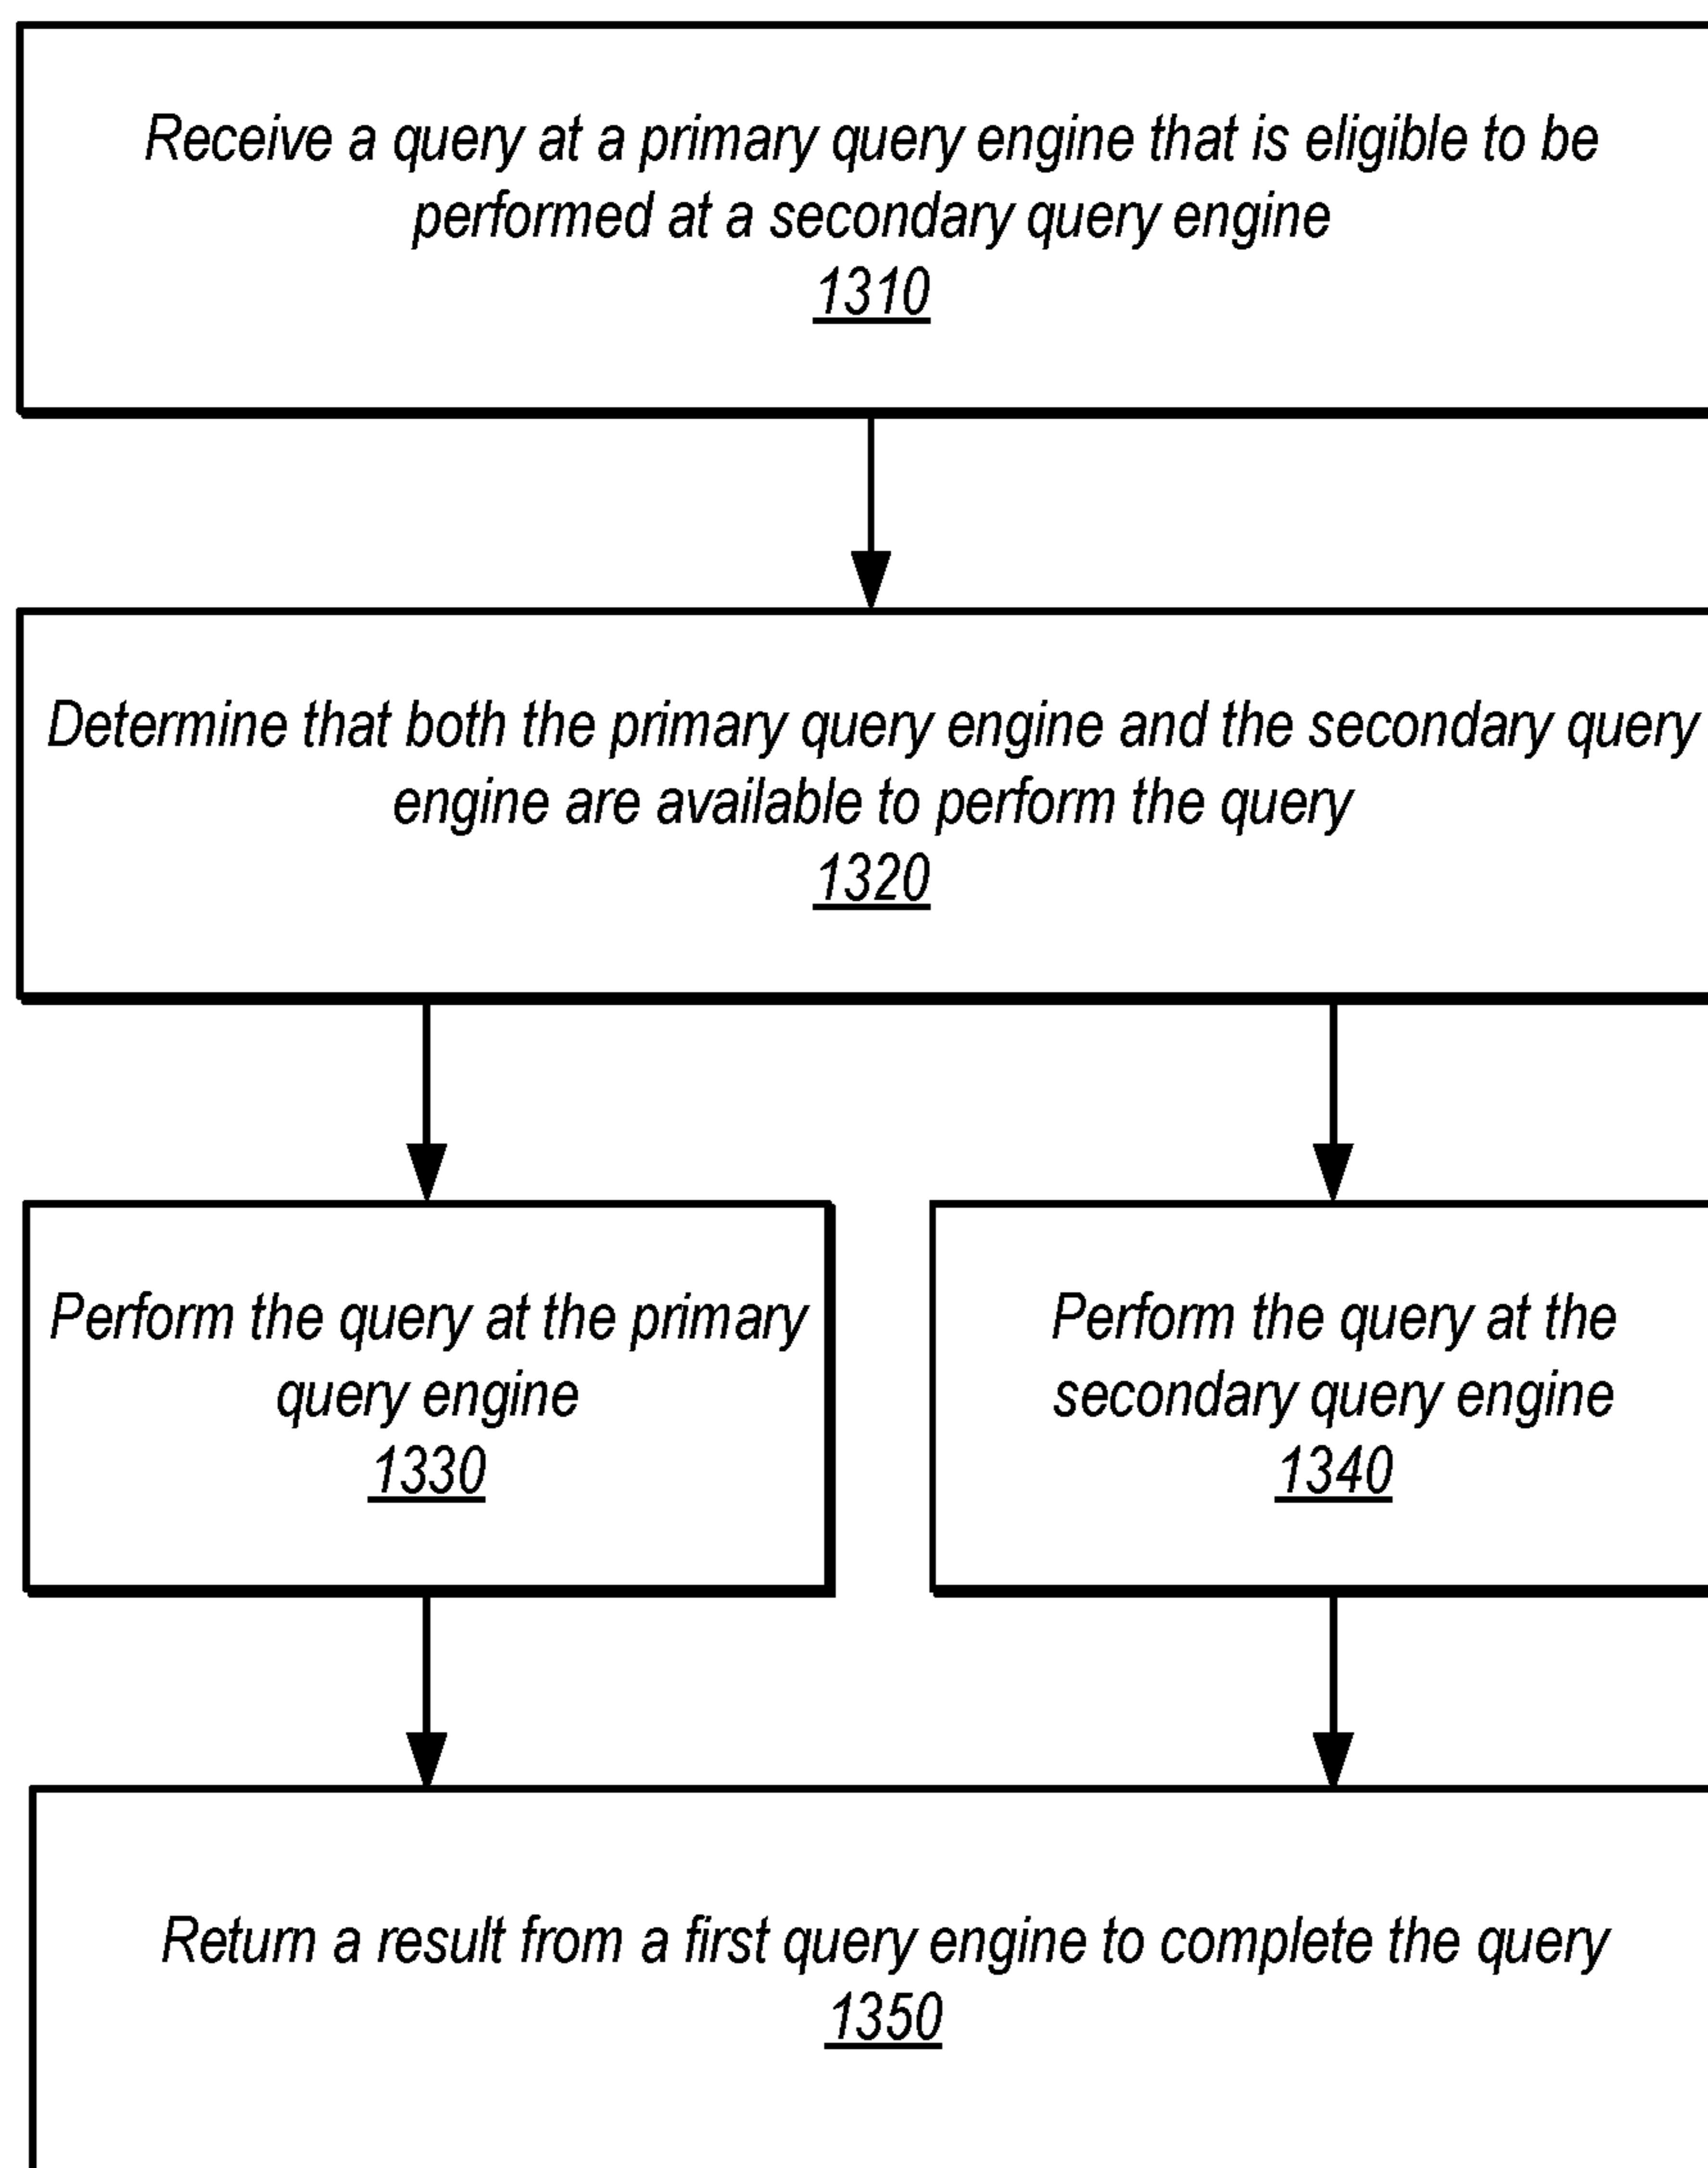 Receive a query at a primary query engine that is eligible to be
performed at a secondary query engine
1310
Determine that both the primary query engine and the secondary query
engine are available to perform the query
1320
Perform the query at the primary
query engine
1330
Perform the query at the
secondary query engine
1340
Return a result from a first query engine to complete the query
1350